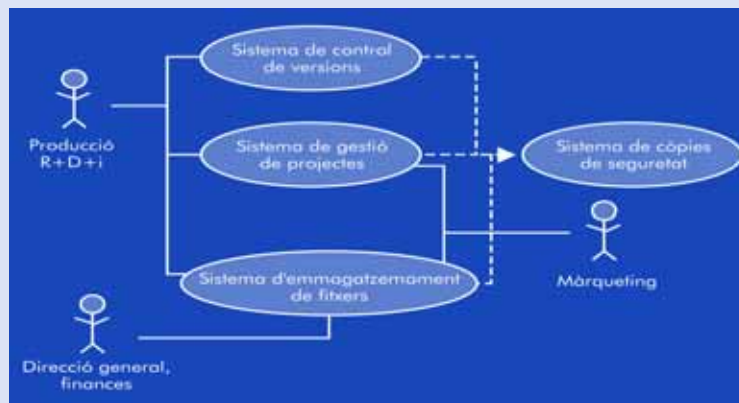 Sistema de control
de versions
Producció
R+D+i
Sistema de gestió
de projectes
Sistema de còpies
de seguretat
Sistema d'emmagatzemament
de fitxers
Màrqueting
Direcció general,
finances